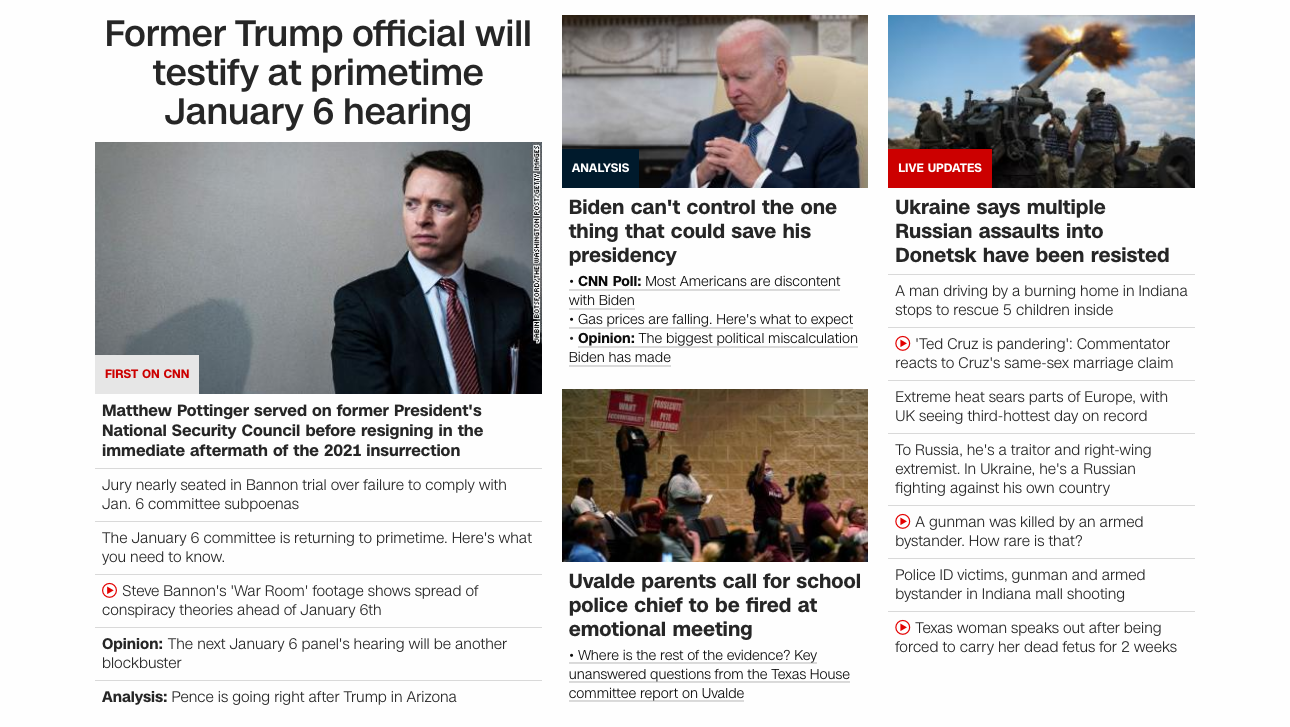 Former Trump official will
testify at primetime
January 6 hearing
JABIN BOTSFORD/THE WASHINGTON POST/GETTY IMAGES
FIRST ON CNN
Matthew Pottinger served on former President's
National Security Council before resigning in the
immediate aftermath of the 2021 insurrection
Jury nearly seated in Bannon trial over failure to comply with
Jan. 6 committee subpoenas
The January 6 committee is returning to primetime. Here's what
you need to know.
Steve Bannon's 'War Room' footage shows spread of
conspiracy theories ahead of January 6th
Opinion: The next January 6 panel's hearing will be another
blockbuster
Analysis: Pence is going right after Trump in Arizona
ANALYSIS
Biden can't control the one
thing that could save his
presidency
• CNN Poll: Most Americans are discontent
with Biden
• Gas prices are falling. Here's what to expect
• Opinion: The biggest political miscalculation
Biden has made
WE
WANT
ACCOUNTABILITY
PROSECUTE
PETE
ARREDONDO
Uvalde parents call for school
police chief to be fired at
emotional meeting
• Where is the rest of the evidence? Key
unanswered questions from the Texas House
committee report on Uvalde
LIVE UPDATES
Ukraine says multiple
Russian assaults into
Donetsk have been resisted
A man driving by a burning home in Indiana
stops to rescue 5 children inside
'Ted Cruz is pandering': Commentator
reacts to Cruz's same-sex marriage claim
Extreme heat sears parts of Europe, with
UK seeing third-hottest day on record
To Russia, he's a traitor and right-wing
extremist. In Ukraine, he's a Russian
fighting against his own country
A gunman was killed by an armed
bystander. How rare is that?
Police ID victims, gunman and armed
bystander in Indiana mall shooting
Texas woman speaks out after being
forced to carry her dead fetus for 2 weeks